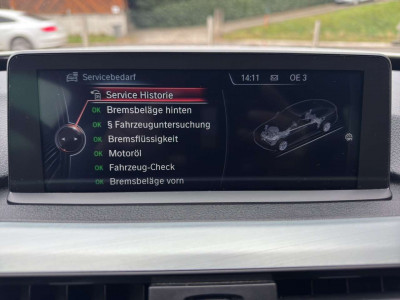 Servicebedarf 14:11 OE 3
Service Historie
OK Bremsbeläge hinten
OK § Fahrzeuguntersuchung
OK Bremsflüssigkeit
OK Motoröl
OK Fahrzeug-Check
OK Bremsbeläge vorn